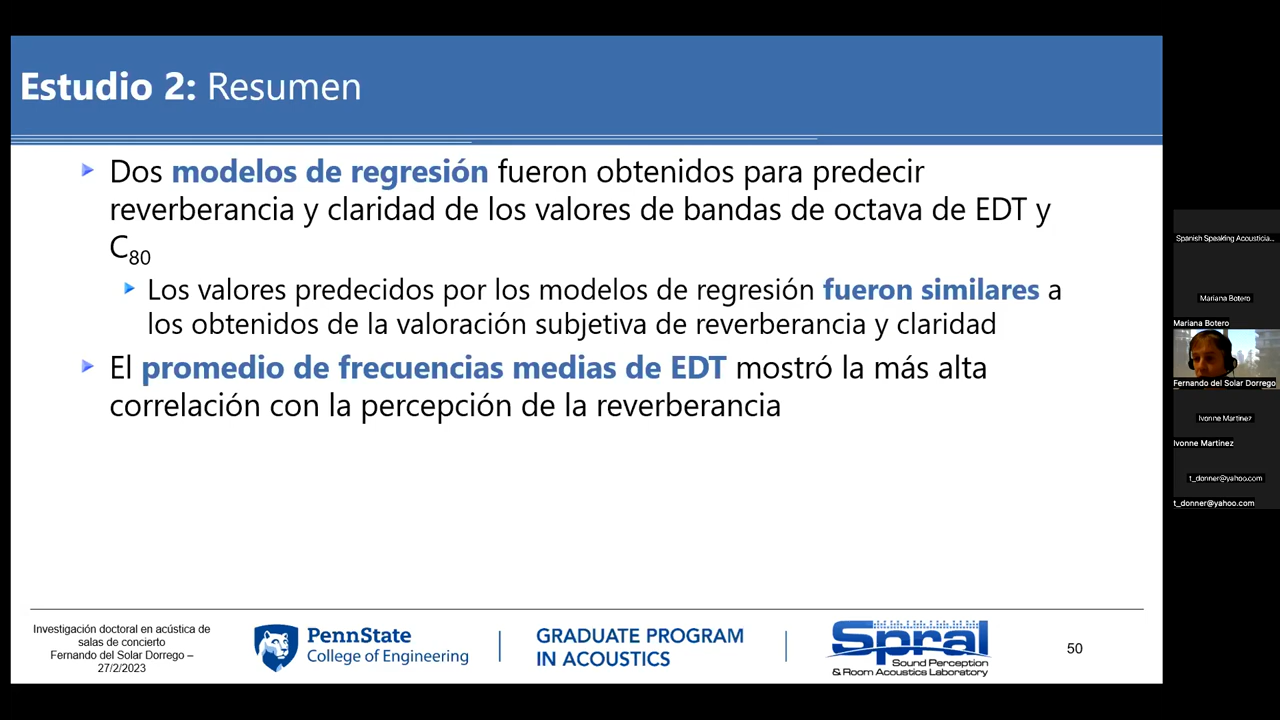 Estudio 2: Resumen
Dos modelos de regresión fueron obtenidos para predecir
reverberancia y claridad de los valores de bandas de octava de EDT y
C80
Los valores predecidos por los modelos de regresión fueron similares a
los obtenidos de la valoración subjetiva de reverberancia y claridad
El promedio de frecuencias medias de EDT mostró la más alta
correlación con la percepción de la reverberancia
Investigación doctoral en acústica de
salas de concierto
Fernando del Solar Dorrego –
27/2/2023
PennState
College of Engineering
GRADUATE PROGRAM
IN ACOUSTICS
Spral
Sound Perception
& Room Acoustics Laboratory
50
Spanish Speaking Acousticia...
Mariana Botero
Mariana Botero
Fernando del Solar Dorrego
Ivonne Martinez
Ivonne Martinez
t_donner@yahoo.com
t_donner@yahoo.com